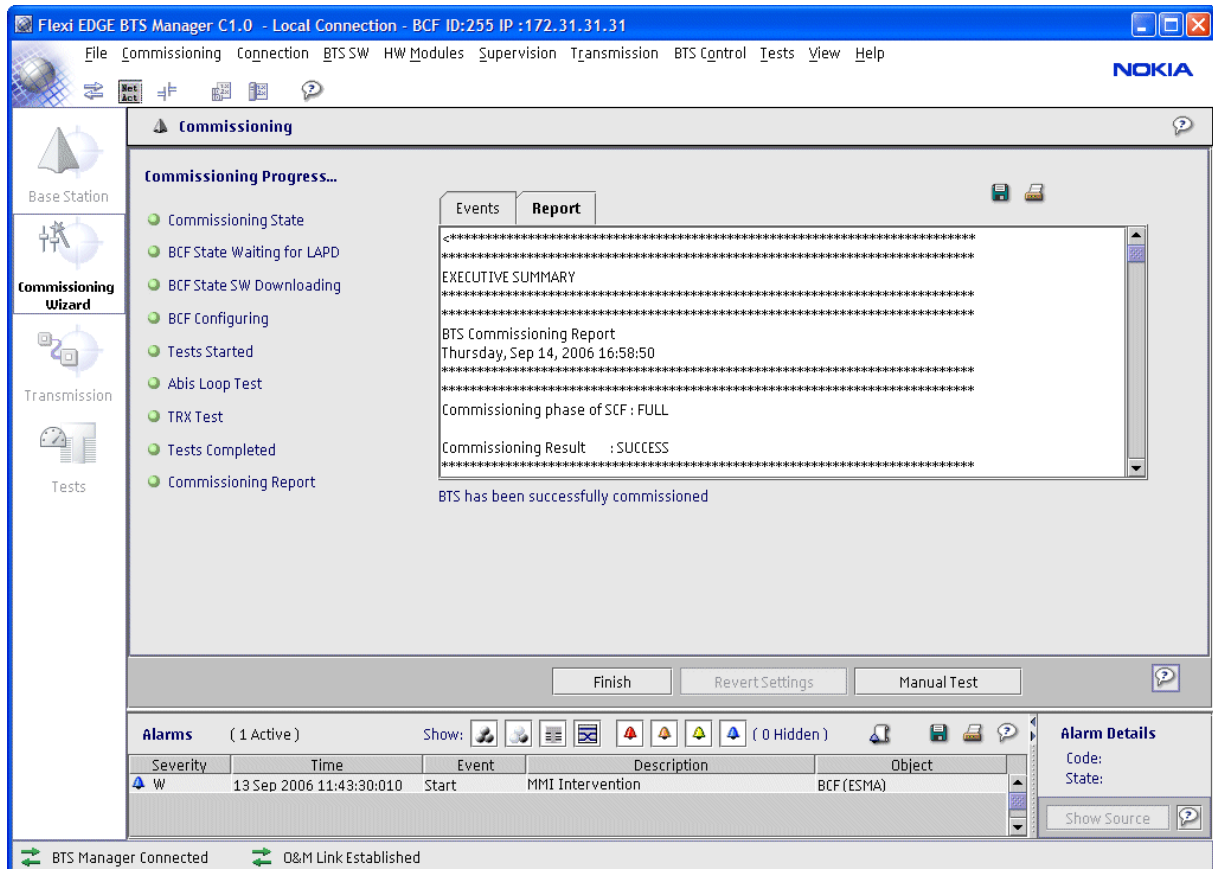 Flexi EDGE BTS Manager C1.0 - Local Connection - BCF ID:255 IP :172.31.31.31
File Commissioning Connection BTS SW HW Modules Supervision Transmission BTS Control Tests View Help
NOKIA
Net Act
Commissioning
Base Station
Commissioning Wizard
Transmission
Tests
Commissioning Progress...
Commissioning State
BCF State Waiting for LAPD
BCF State SW Downloading
BCF Configuring
Tests Started
Abis Loop Test
TRX Test
Tests Completed
Commissioning Report
Events Report
<******************************************************************************
*******************************************************************************
EXECUTIVE SUMMARY
*******************************************************************************
*******************************************************************************
BTS Commissioning Report
Thursday, Sep 14, 2006 16:58:50
*******************************************************************************
*******************************************************************************
Commissioning phase of SCF : FULL
Commissioning Result : SUCCESS
*******************************************************************************
BTS has been successfully commissioned
Finish Revert Settings Manual Test
Alarms ( 1 Active ) Show: ( 0 Hidden )
Severity Time Event Description Object
W 13 Sep 2006 11:43:30:010 Start MMI Intervention BCF(ESMA)
Alarm Details
Code:
State:
Show Source
BTS Manager Connected O&M Link Established